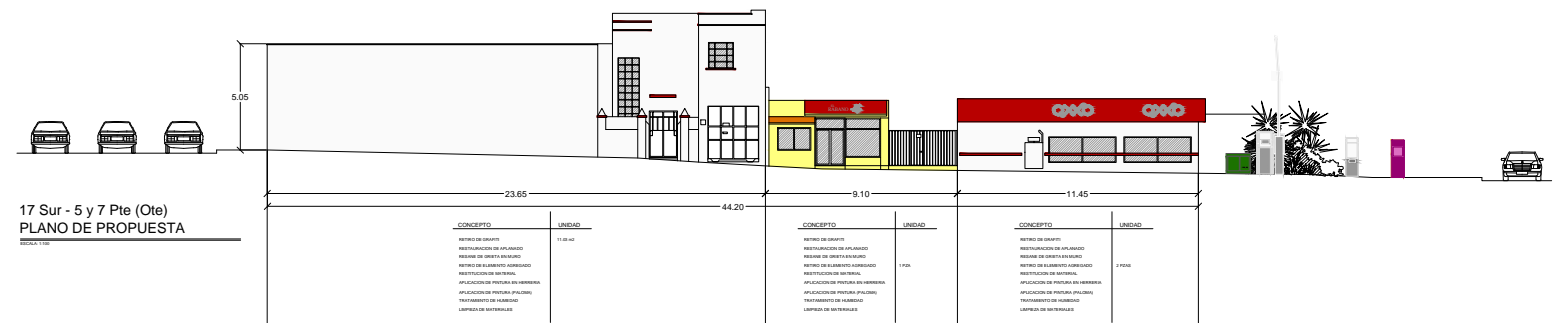 5.05
BADANO
23.65
9.10
11.45
44.20
17 Sur - 5 y 7 Pte (Ote)
PLANO DE PROPUESTA
ESCALA: 1:100
CONCEPTO UNIDAD
RETIRO DE GRAFITI 11.03 m2
RESTAURACION DE APLANADO
RESANE DE GRIETA EN MURO
RETIRO DE ELEMENTO AGREGADO
RESTITUCION DE MATERIAL
APLICACION DE PINTURA EN HERRERIA
APLICACION DE PINTURA (PALOMA)
TRATAMIENTO DE HUMEDAD
LIMPIEZA DE MATERIALES
CONCEPTO UNIDAD
RETIRO DE GRAFITI
RESTAURACION DE APLANADO
RESANE DE GRIETA EN MURO
RETIRO DE ELEMENTO AGREGADO 1 PZA
RESTITUCION DE MATERIAL
APLICACION DE PINTURA EN HERRERIA
APLICACION DE PINTURA (PALOMA)
TRATAMIENTO DE HUMEDAD
LIMPIEZA DE MATERIALES
CONCEPTO UNIDAD
RETIRO DE GRAFITI
RESTAURACION DE APLANADO
RESANE DE GRIETA EN MURO
RETIRO DE ELEMENTO AGREGADO 2 PZAS
RESTITUCION DE MATERIAL
APLICACION DE PINTURA EN HERRERIA
APLICACION DE PINTURA (PALOMA)
TRATAMIENTO DE HUMEDAD
LIMPIEZA DE MATERIALES